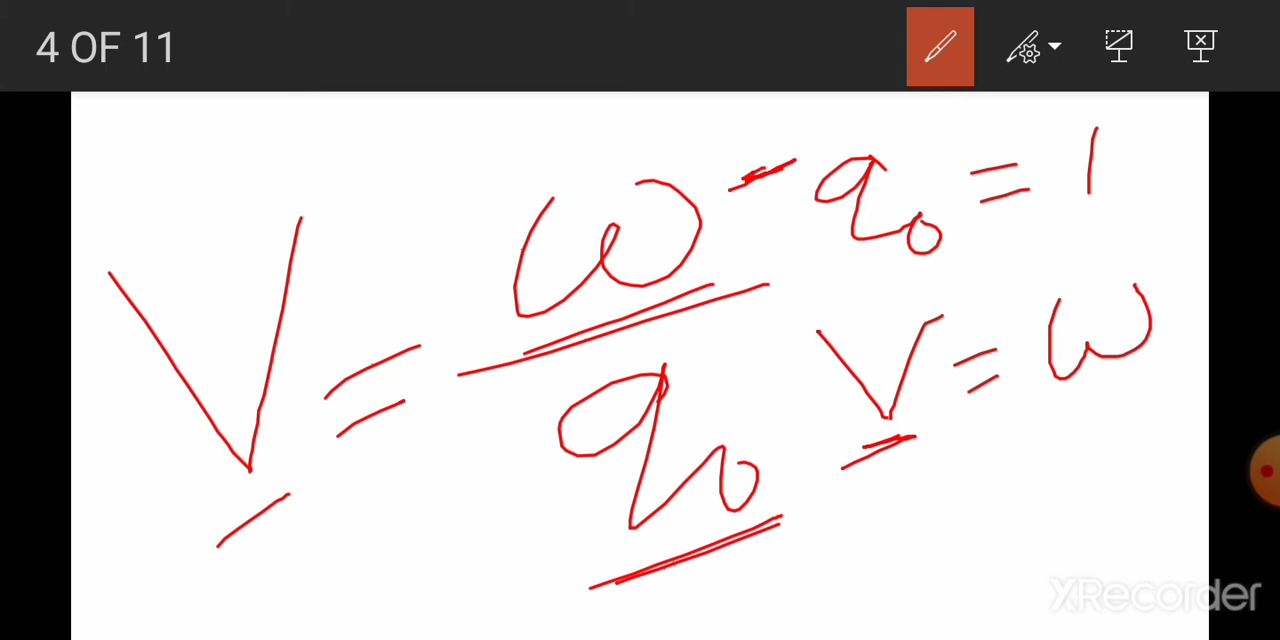 4 OF 11
V = ω / q₀
- q₀ = 1
V = ω
XRecorder